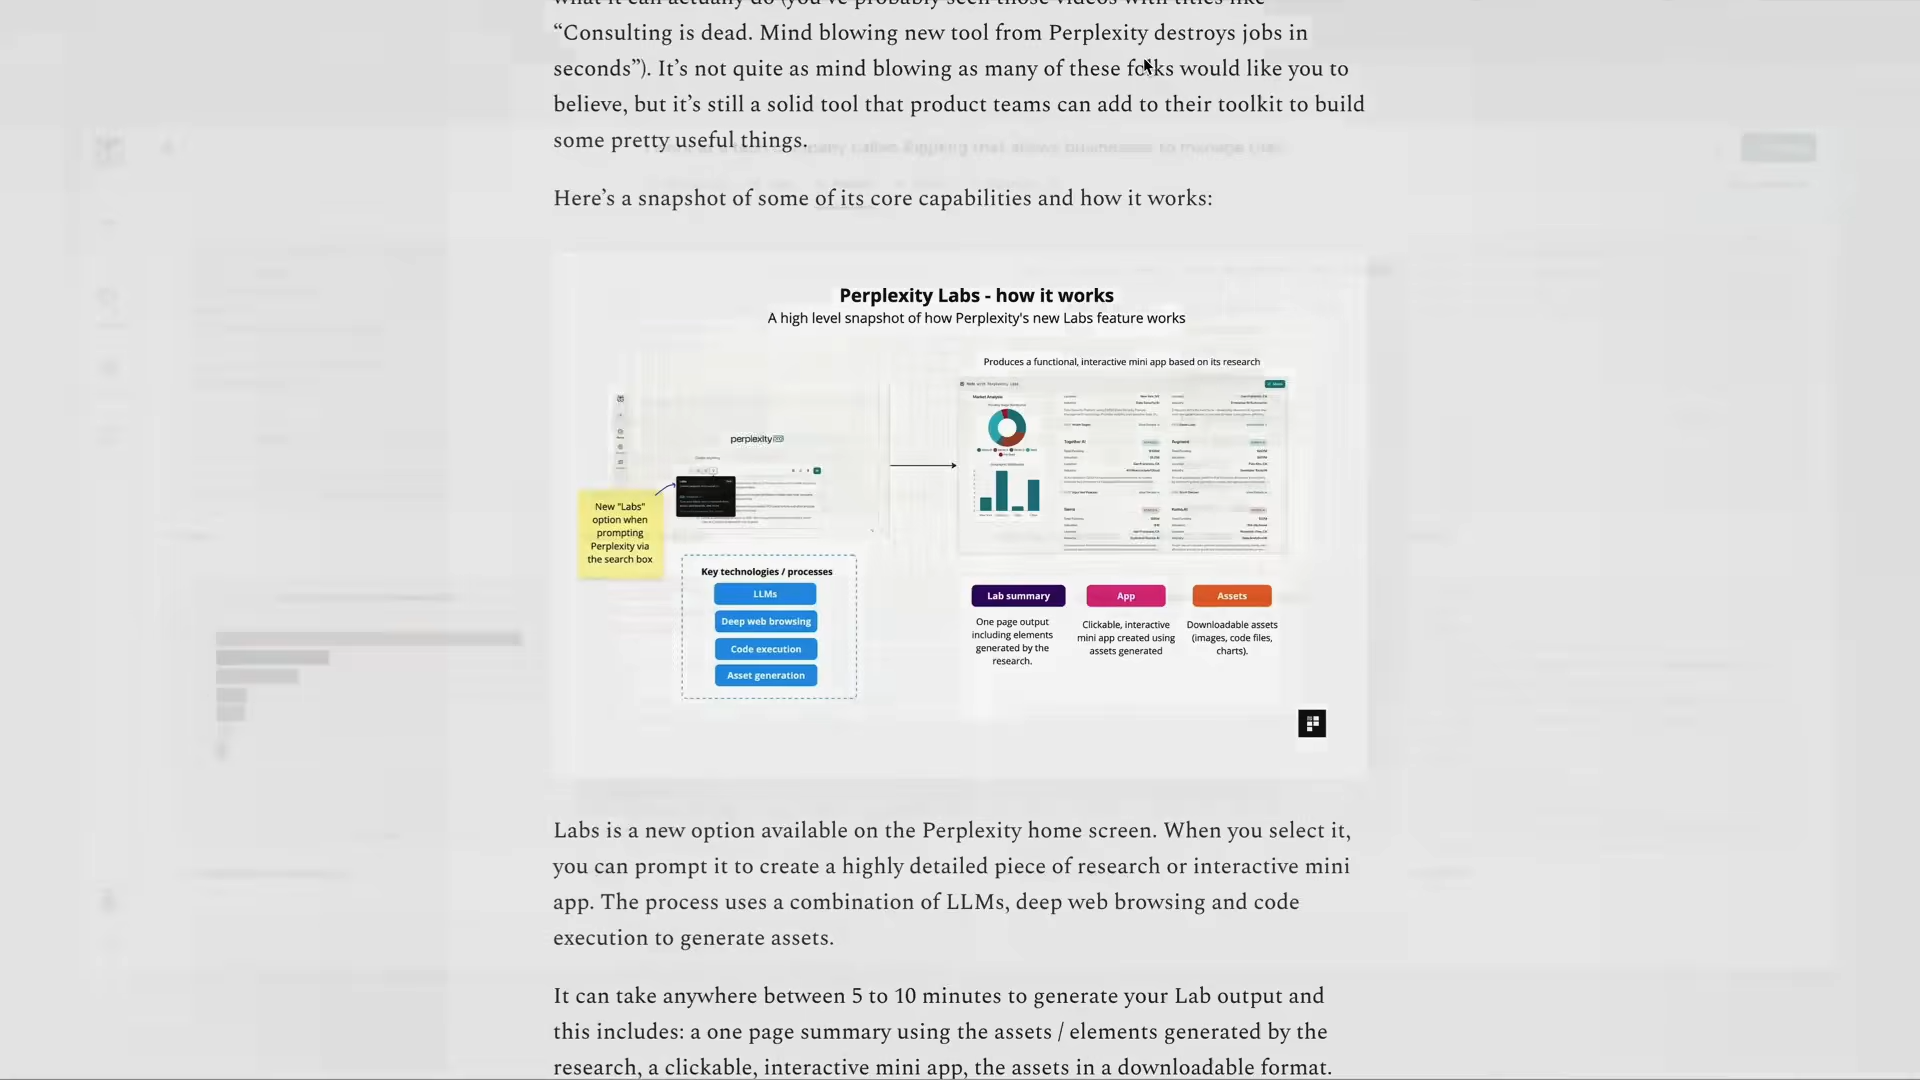 “Consulting is dead. Mind blowing new tool from Perplexity destroys jobs in
seconds”). It’s not quite as mind blowing as many of these folks would like you to
believe, but it’s still a solid tool that product teams can add to their toolkit to build
some pretty useful things.
Here’s a snapshot of some of its core capabilities and how it works:
Perplexity Labs - how it works
A high level snapshot of how Perplexity's new Labs feature works
Produces a functional, interactive mini app based on its research
Market Analysis
perplexity
New "Labs"
option when
prompting
Perplexity via
the search box
Key technologies / processes
LLMs
Deep web browsing
Code execution
Asset generation
Together AI
Lab summary
One page output
including elements
generated by the
research.
App
Clickable, interactive
mini app created using
assets generated
Assets
Downloadable assets
(images, code files,
charts).
Labs is a new option available on the Perplexity home screen. When you select it,
you can prompt it to create a highly detailed piece of research or interactive mini
app. The process uses a combination of LLMs, deep web browsing and code
execution to generate assets.
It can take anywhere between 5 to 10 minutes to generate your Lab output and
this includes: a one page summary using the assets / elements generated by the
research, a clickable, interactive mini app, the assets in a downloadable format.